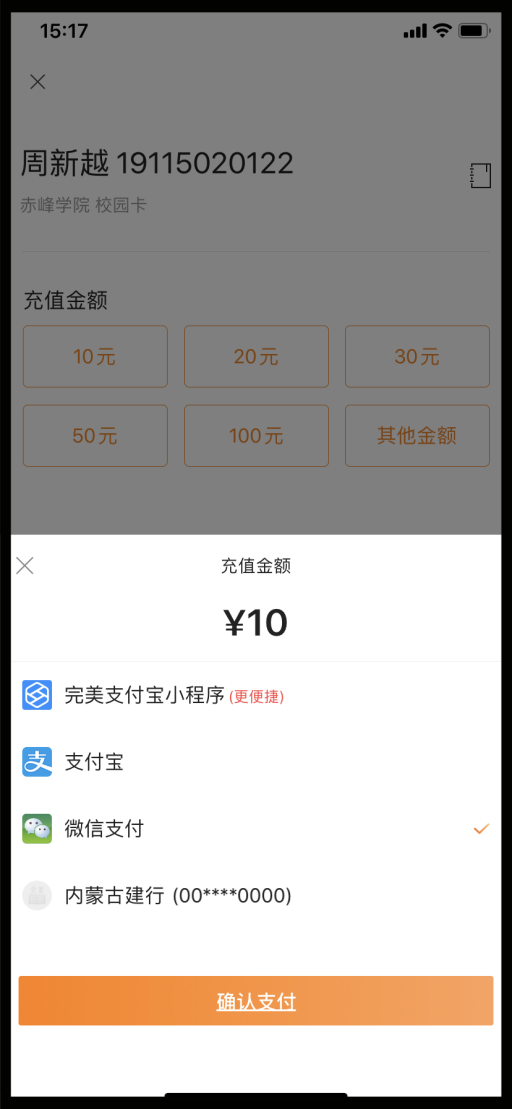 15:17
周新越 19115020122
赤峰学院 校园卡
充值金额
10元 20元 30元
50元 100元 其他金额
充值金额
¥10
完美支付宝小程序 (更便捷)
支付宝
微信支付
内蒙古建行 (00****0000)
确认支付